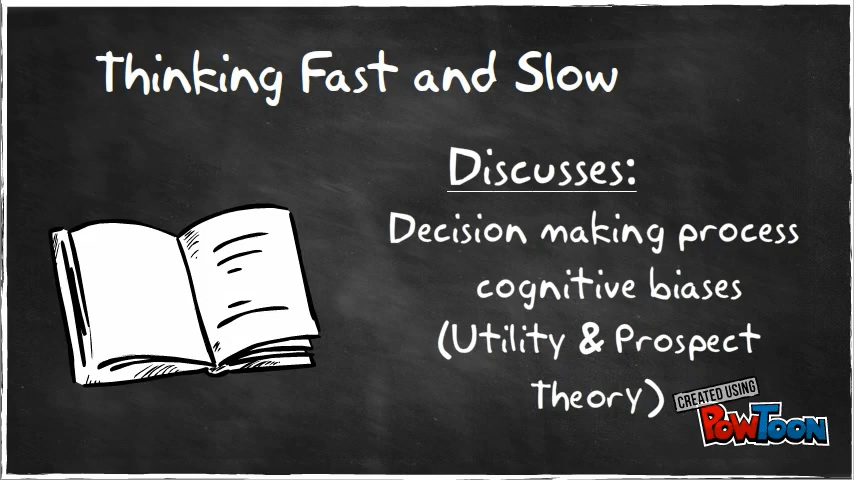 Thinking Fast and Slow
Discusses:
Decision making process
cognitive biases
(Utility & Prospect
Theory)
CREATED USING
POWTOON